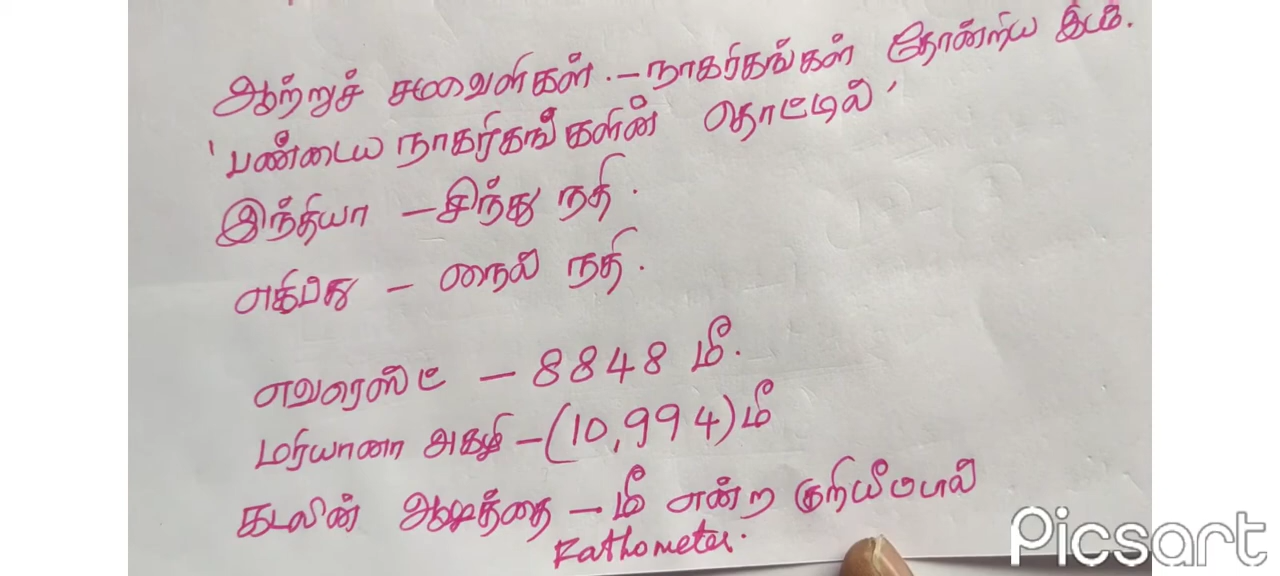 ஆற்றுச் சமவெளிகள். - நாகரிகங்கள் தோன்றிய இடம்.
'பண்டைய நாகரிகங்களின் தொட்டில்'
இந்தியா - சிந்து நதி.
எகிப்து - நைல் நதி.
எவரெஸ்ட் - 8848 மீ.
மரியானா அகழி - (10,994) மீ
கடலின் ஆழத்தை - மீ என்ற குறியீட்டால்
Fathometer.
Picsart